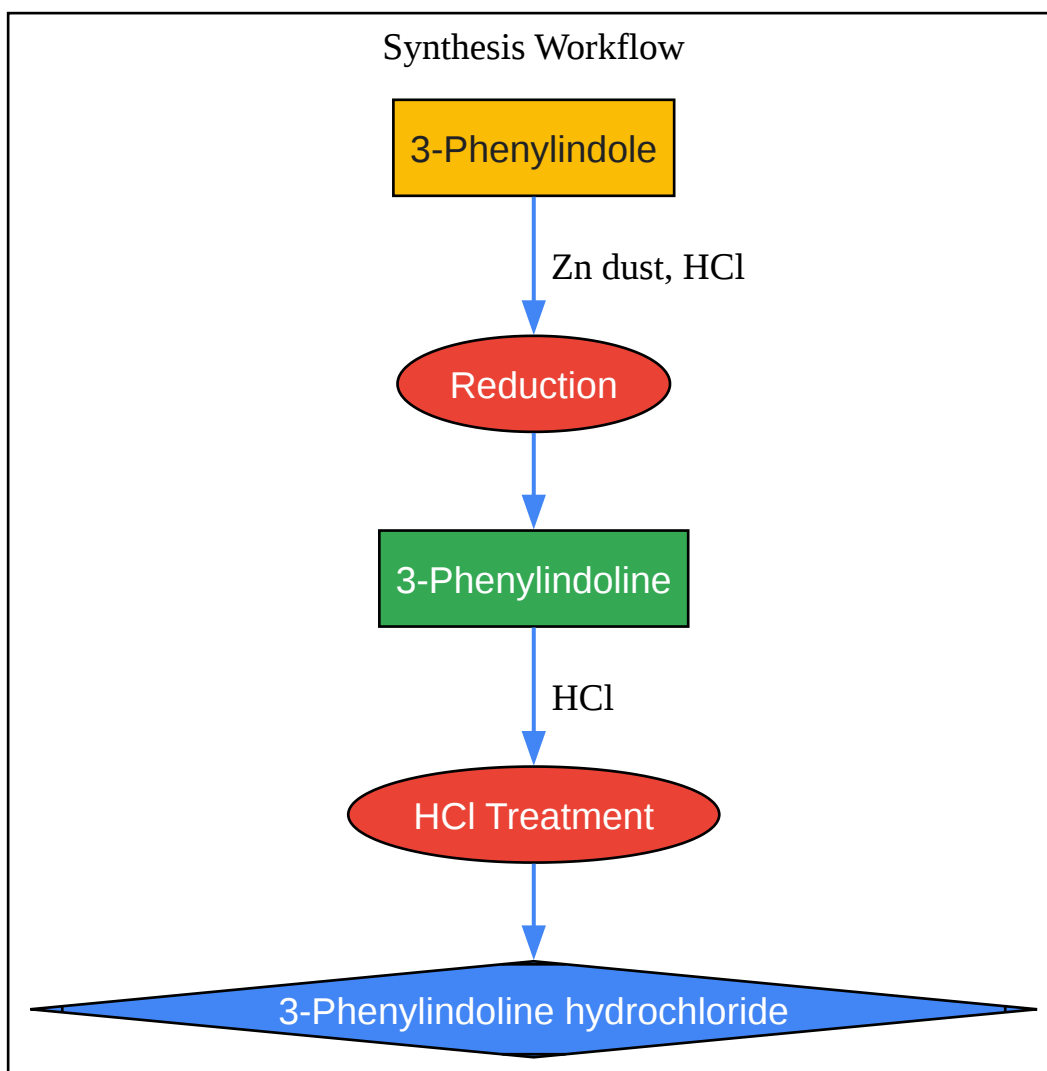 Synthesis Workflow
3-Phenylindole
Zn dust, HCl
Reduction
3-Phenylindoline
HCl
HCl Treatment
3-Phenylindoline hydrochloride